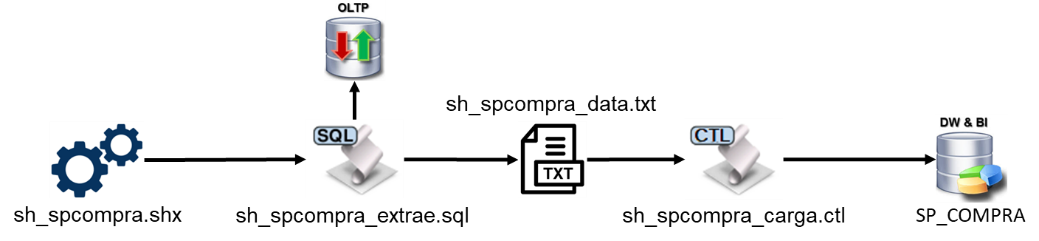 OLTP
sh_spcompra_data.txt
SQL
CTL
DW & BI
TXT
sh_spcompra.shx
sh_spcompra_extrae.sql
sh_spcompra_carga.ctl
SP_COMPRA